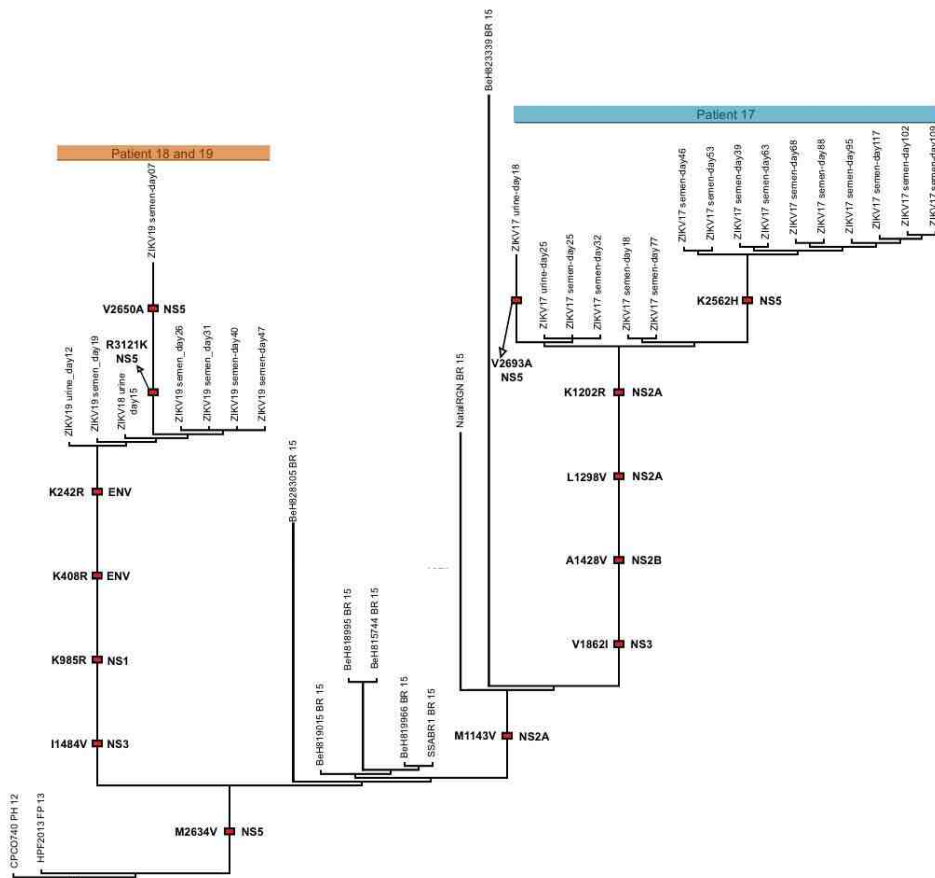 BeH823339 BR 15
Patient 17
Patient 18 and 19
ZIKV17 semen-day46
ZIKV17 semen-day53
ZIKV17 semen-day39
ZIKV17 semen-day63
ZIKV17 semen-day68
ZIKV17 semen-day88
ZIKV17 semen-day95
ZIKV17 semen-day117
ZIKV17 semen-day102
ZIKV17 semen-day109
ZIKV19 semen-day07
ZIKV17 urine-day18
ZIKV17 urine-day25
ZIKV17 semen-day25
ZIKV17 semen-day32
ZIKV17 semen-day18
ZIKV17 semen-day77
K2562H NS5
V2650A NS5
R3121K
NS5
V2693A
NS5
NatalRGN BR 15
K1202R NS2A
ZIKV19 urine_day12
ZIKV19 semen_day19
ZIKV18 urine
day15
ZIKV19 semen_day26
ZIKV19 semen_day31
ZIKV19 semen-day40
ZIKV19 semen-day47
BeH828305 BR 15
L1298V NS2A
K242R ENV
A1428V NS2B
K408R ENV
V1862I NS3
K985R NS1
BeH818995 BR 15
BeH815744 BR 15
BeH819015 BR 15
BeH819966 BR 15
SSABR1 BR 15
M1143V NS2A
I1484V NS3
M2634V NS5
CPCO740 PH 12
HPF2013 FP 13